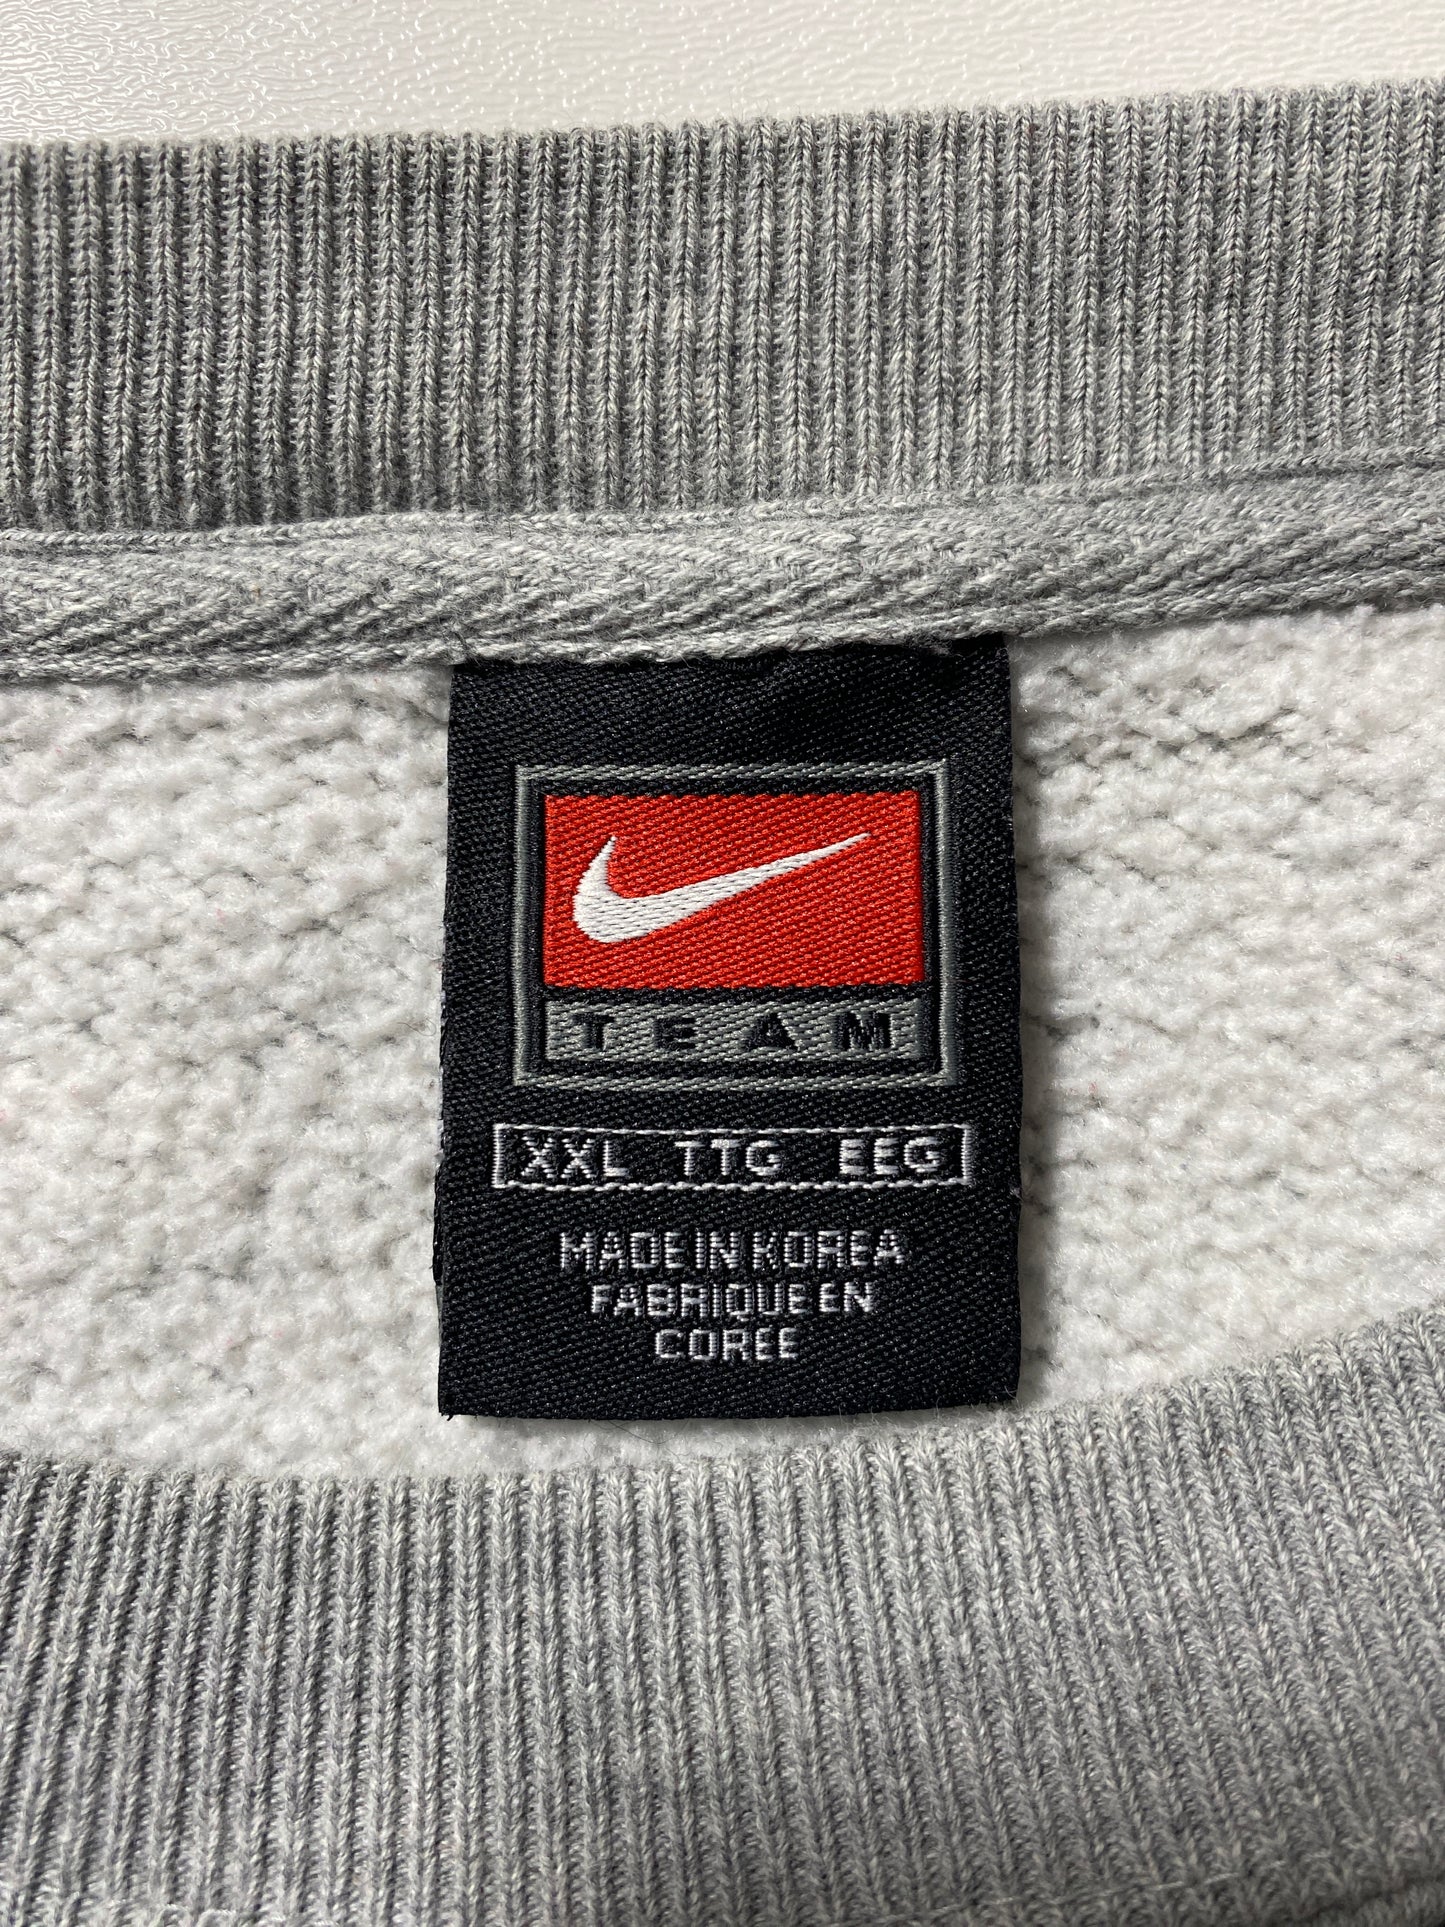 TEAM
XXL TTG EEG
MADE IN KOREA
FABRIQUE EN
COREE